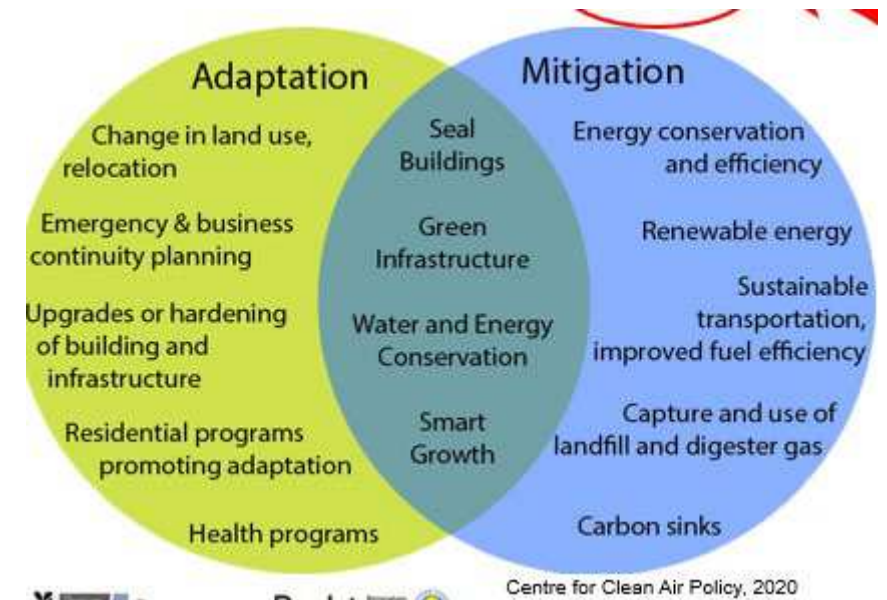 Adaptation
Change in land use,
relocation
Emergency & business
continuity planning
Upgrades or hardening
of building and
infrastructure
Residential programs
promoting adaptation
Health programs
Seal
Buildings
Green
Infrastructure
Water and Energy
Conservation
Smart
Growth
Mitigation
Energy conservation
and efficiency
Renewable energy
Sustainable
transportation,
improved fuel efficiency
Capture and use of
landfill and digester gas
Carbon sinks
Centre for Clean Air Policy, 2020